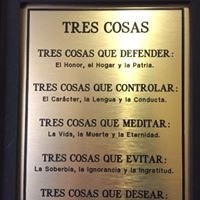 TRES COSAS
TRES COSAS QUE DEFENDER:
El Honor, el Hogar y la Patria.
TRES COSAS QUE CONTROLAR:
El Carácter, la Lengua y la Conducta.
TRES COSAS QUE MEDITAR:
La Vida, la Muerte y la Eternidad.
TRES COSAS QUE EVITAR:
La Soberbia, la Ignorancia y la Ingratitud.
TRES COSAS QUE DESEAR: